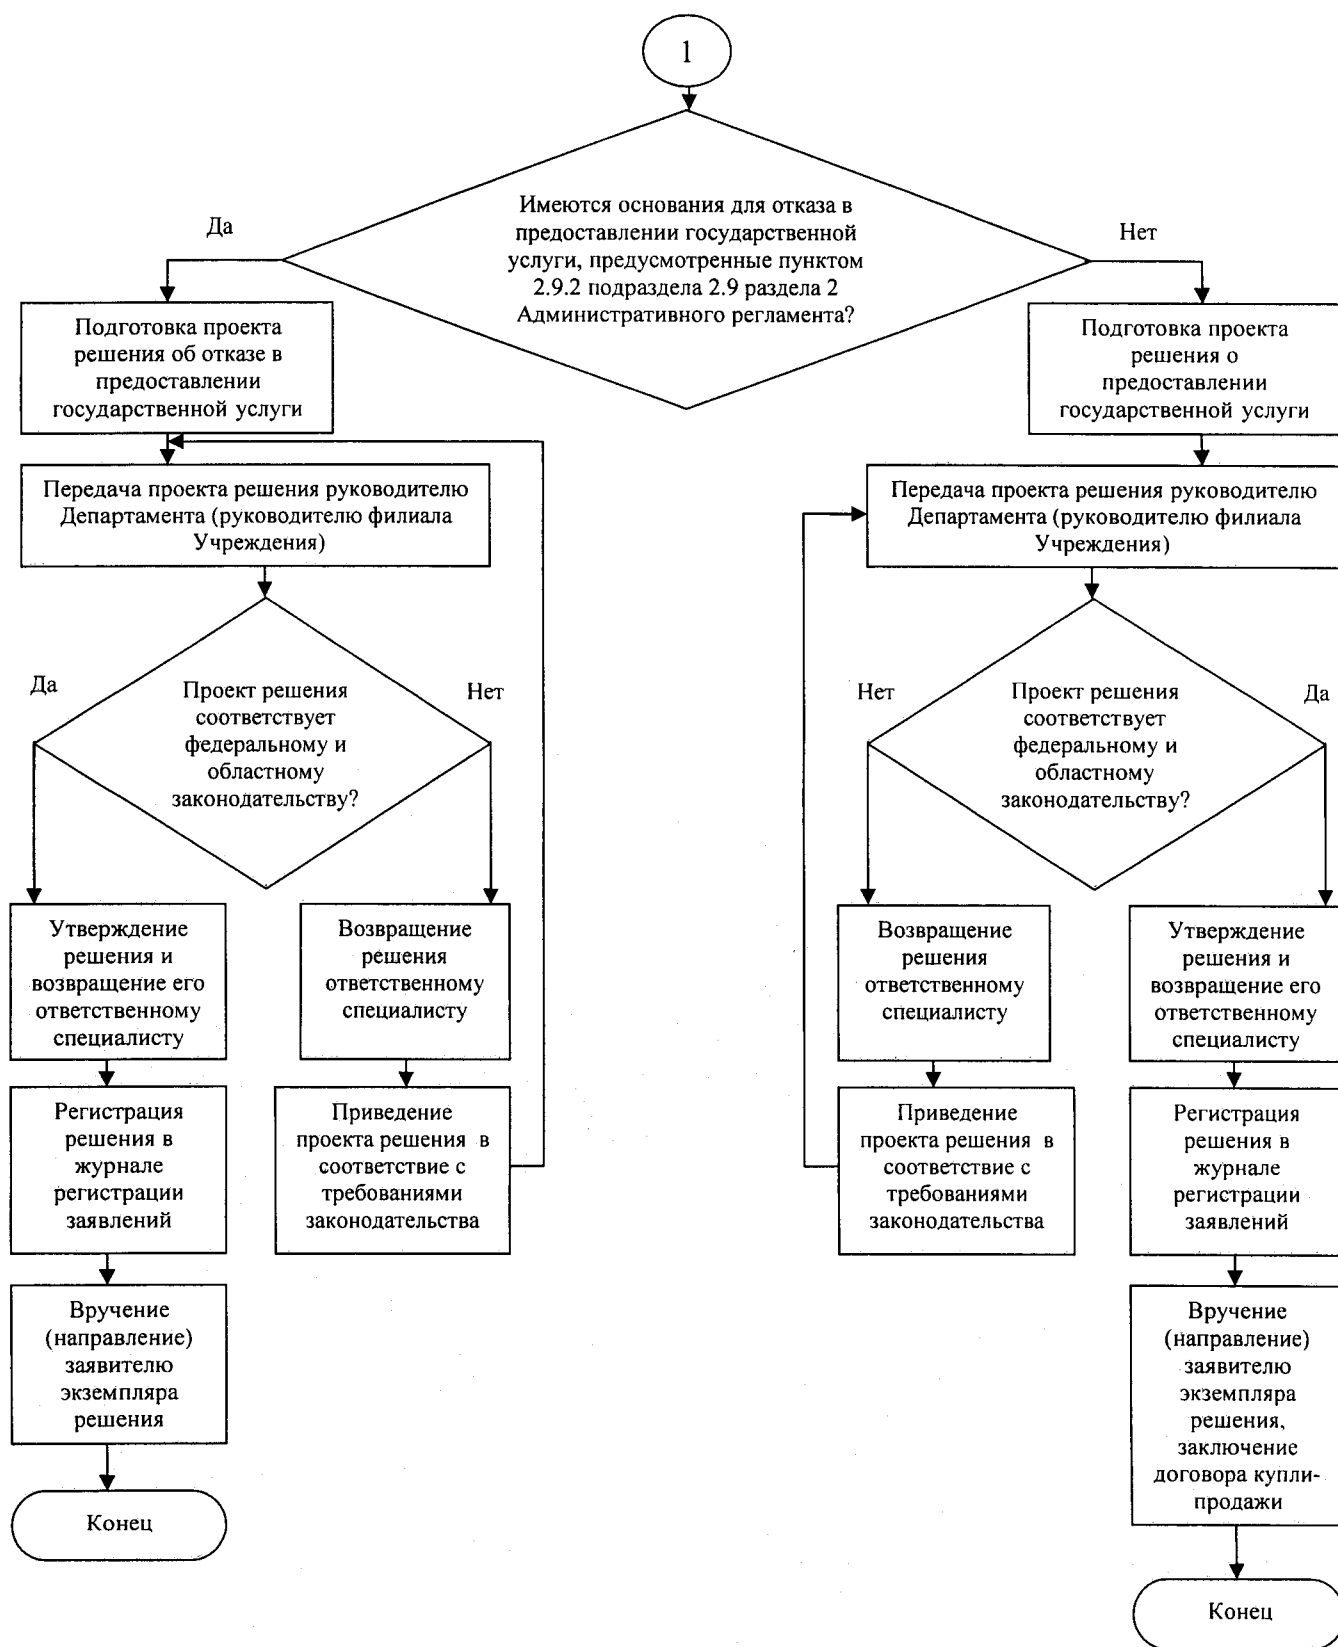 1
Имеются основания для отказа в
предоставлении государственной
услуги, предусмотренные пунктом
2.9.2 подраздела 2.9 раздела 2
Административного регламента?
Да
Нет
Подготовка проекта
решения об отказе в
предоставлении
государственной услуги
Подготовка проекта
решения о
предоставлении
государственной услуги
Передача проекта решения руководителю
Департамента (руководителю филиала
Учреждения)
Передача проекта решения руководителю
Департамента (руководителю филиала
Учреждения)
Да
Проект решения
соответствует
федеральному и
областному
законодательству?
Нет
Нет
Проект решения
соответствует
федеральному и
областному
законодательству?
Да
Утверждение
решения и
возвращение его
ответственному
специалисту
Возвращение
решения
ответственному
специалисту
Возвращение
решения
ответственному
специалисту
Утверждение
решения и
возвращение его
ответственному
специалисту
Регистрация
решения в
журнале
регистрации
заявлений
Приведение
проекта решения в
соответствие с
требованиями
законодательства
Приведение
проекта решения в
соответствие с
требованиями
законодательства
Регистрация
решения в
журнале
регистрации
заявлений
Вручение
(направление)
заявителю
экземпляра
решения
Вручение
(направление)
заявителю
экземпляра
решения,
заключение
договора купли-
продажи
Конец
Конец